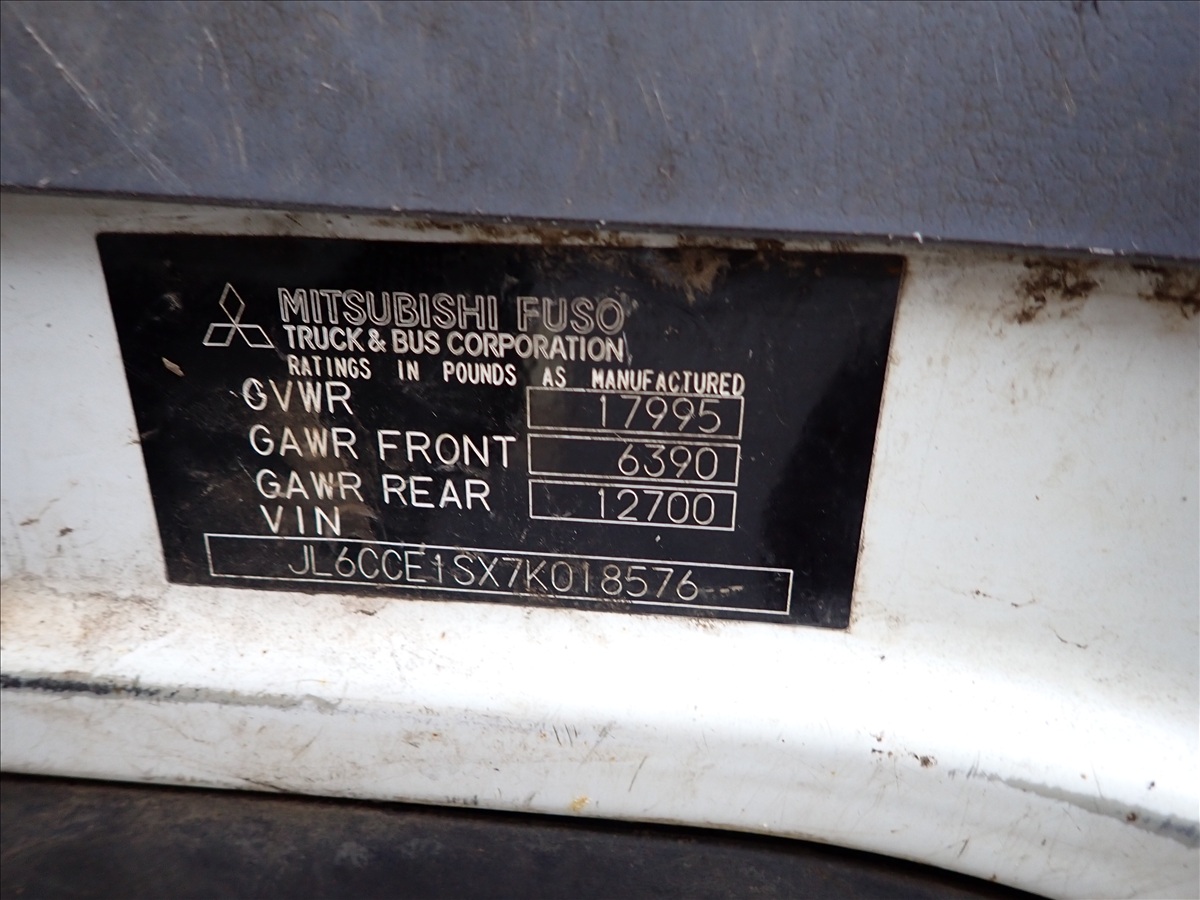 MITSUBISHI FUSO
TRUCK & BUS CORPORATION
RATINGS IN POUNDS AS MANUFACTURED
GVWR 17995
GAWR FRONT 6390
GAWR REAR 12700
VIN
JL6CCE1SX7K018576